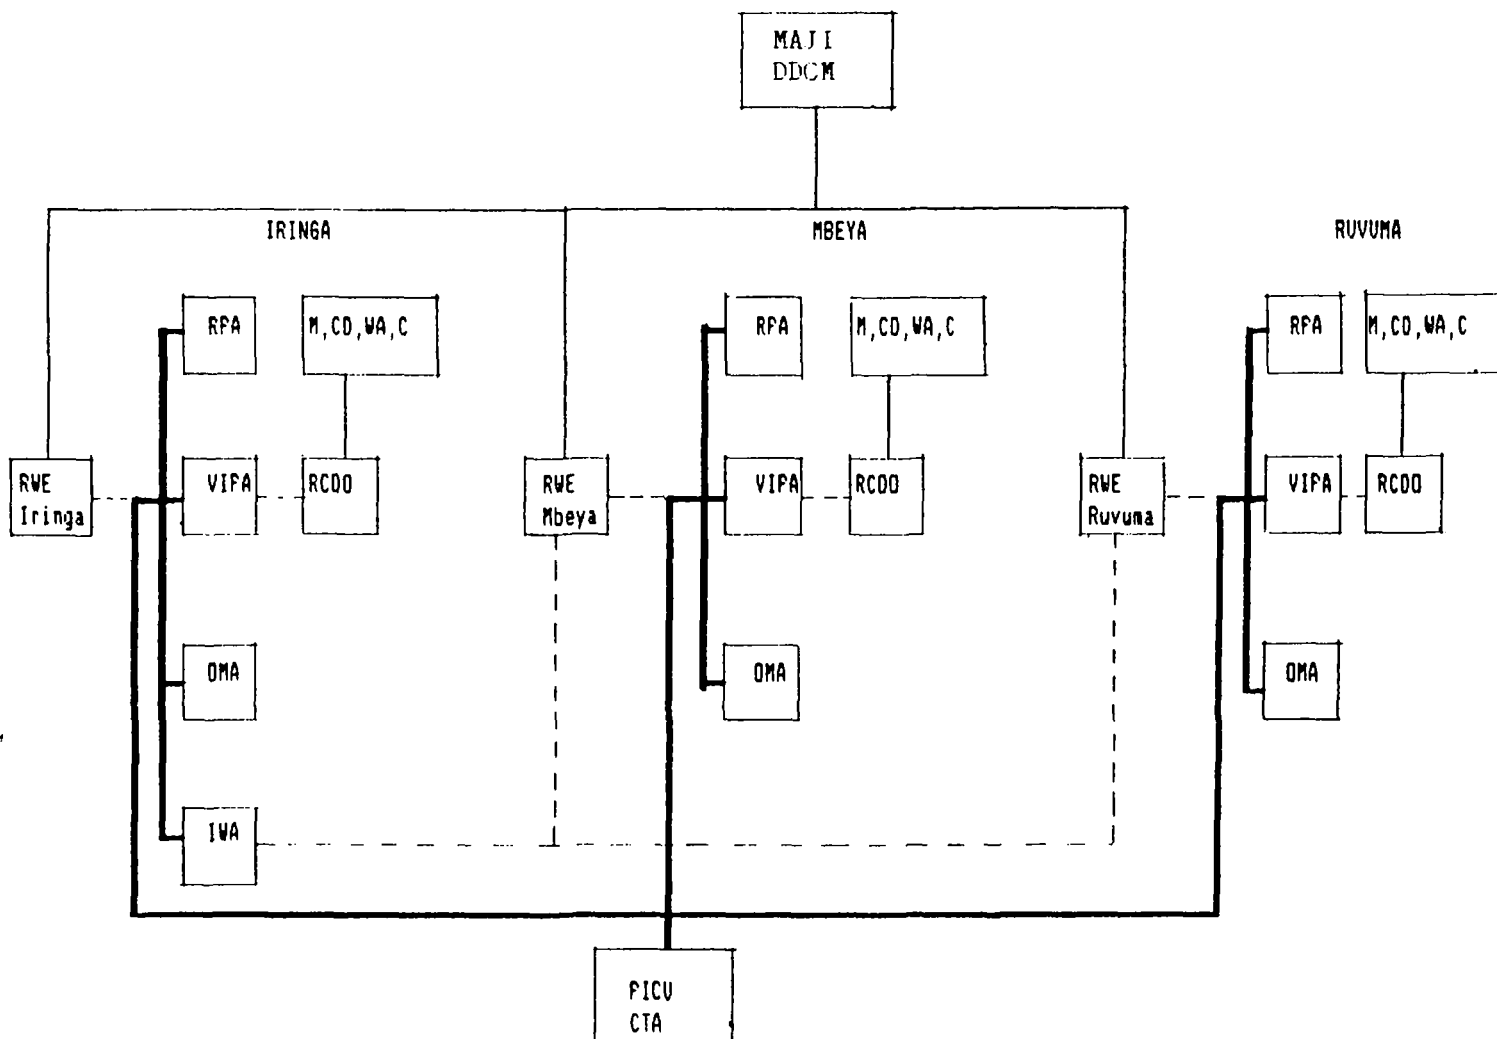 MAJI
DDCM
IRINGA
MBEYA
RUVUMA
RPA
M,CD,WA,C
RPA
M,CD,WA,C
RPA
M,CD,WA,C
RWE
Iringa
VIPA
RCDO
RWE
Mbeya
VIPA
RCDO
RWE
Ruvuma
VIPA
RCDO
OMA
OMA
OMA
IWA
PICU
CTA